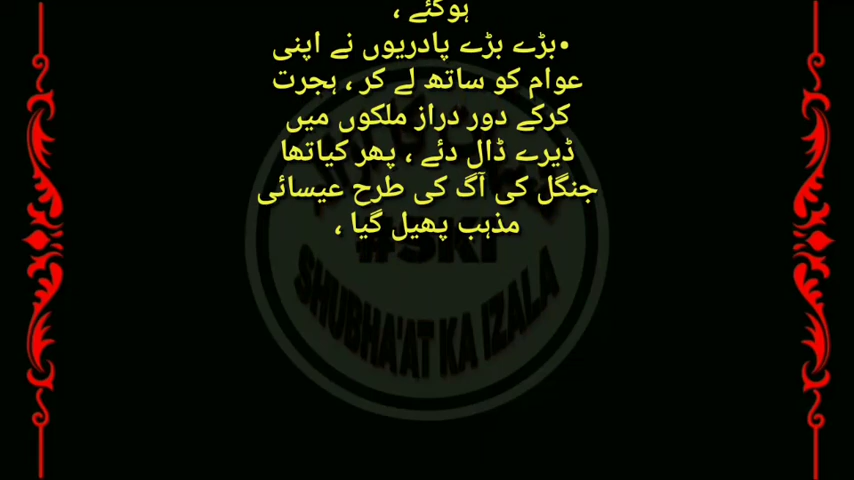 ہوگئے ،
•بڑے بڑے پادریوں نے اپنی
عوام کو ساتھ لے کر ، ہجرت
کرکے دور دراز ملکوں میں
ڈیرے ڈال دئے ، پھر کیاتھا
جنگل کی آگ کی طرح عیسائی
مذہب پھیل گیا ،
#SKI
SHUBHA'AT KA IZALA